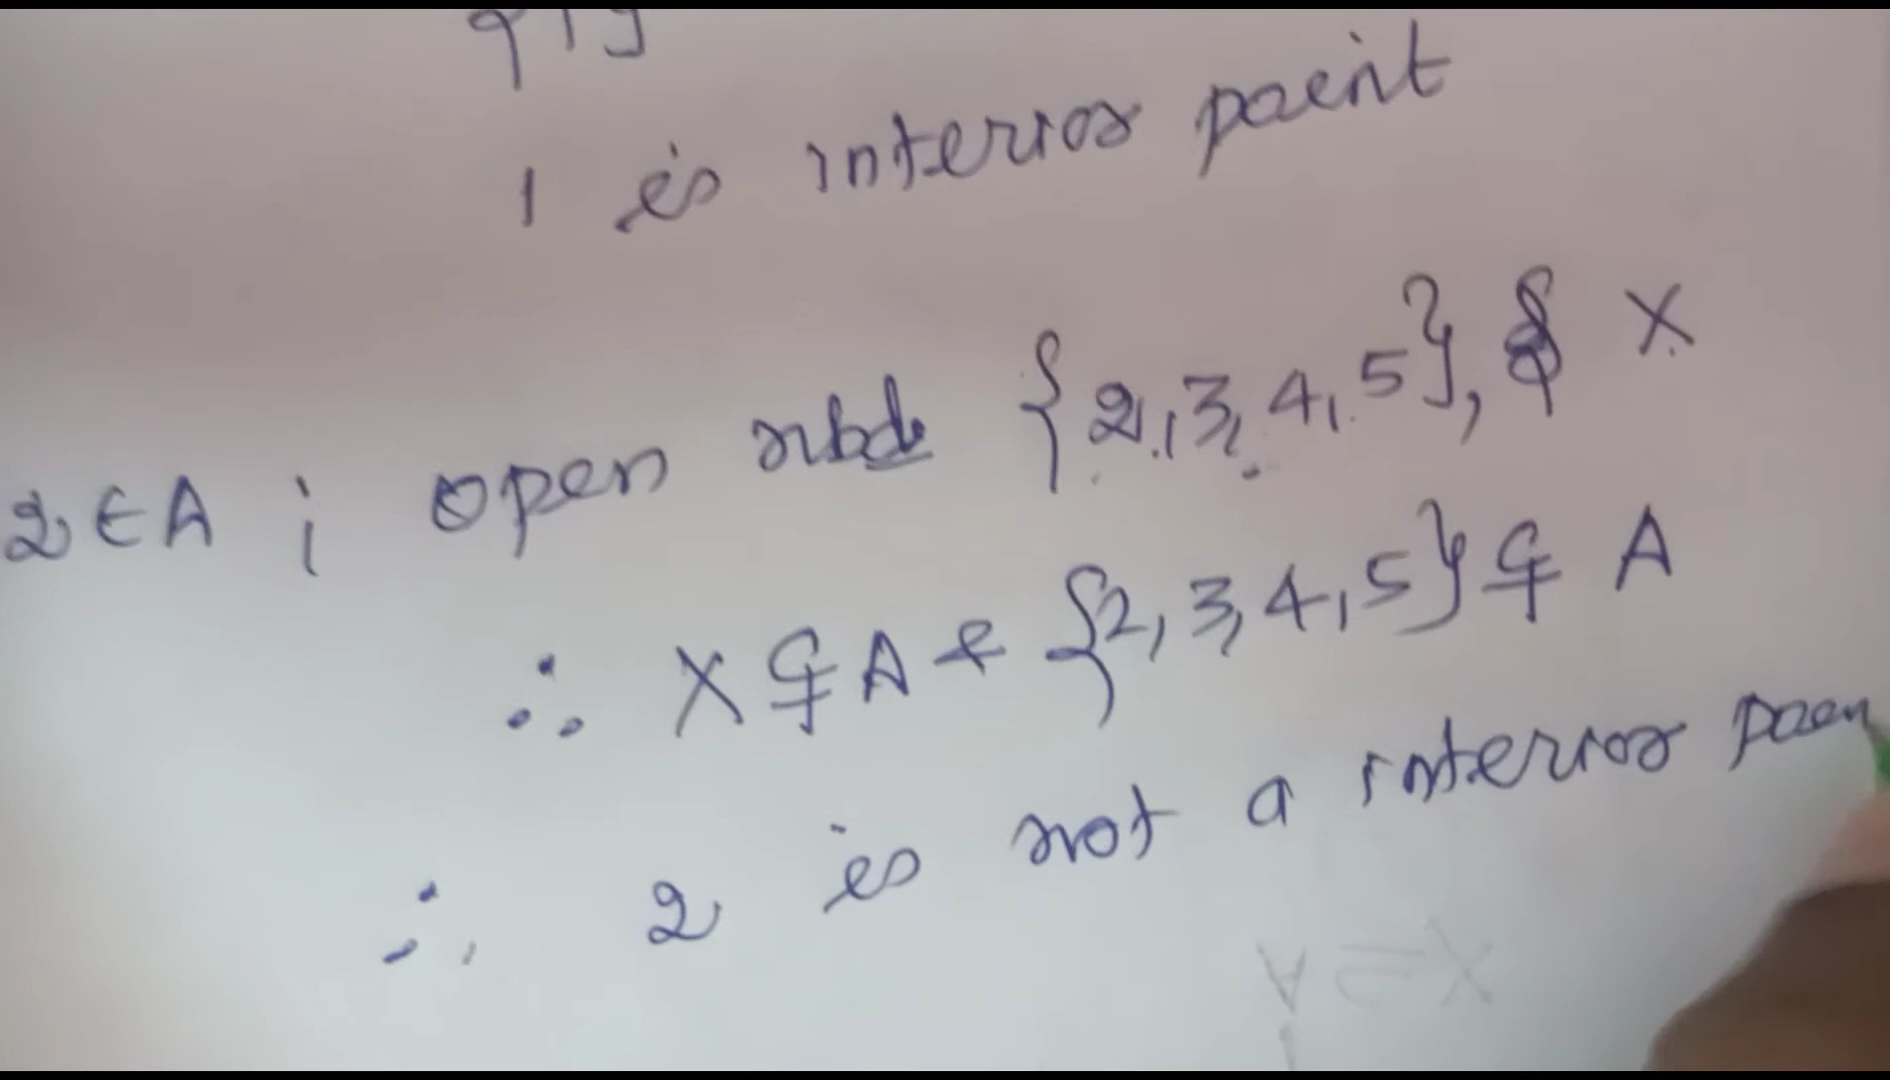 1 is interior point
2 ∈ A ; open nbd {2,3,4,5}, X
∴ X ⊈ A & {2,3,4,5} ⊈ A
∴ 2 is not a interior poin